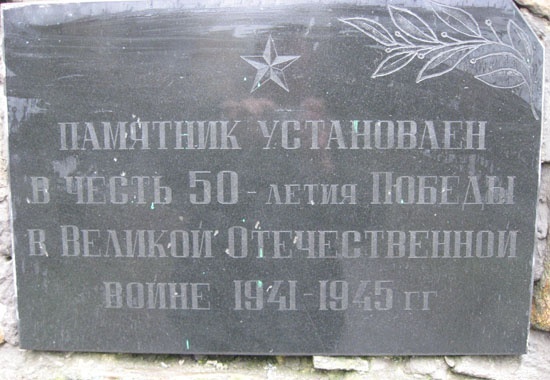 ПАМЯТНИК УСТАНОВЛЕН
В ЧЕСТЬ 50-ЛЕТИЯ ПОБЕДЫ
В ВЕЛИКОЙ ОТЕЧЕСТВЕННОЙ
ВОЙНЕ 1941-1945 ГГ